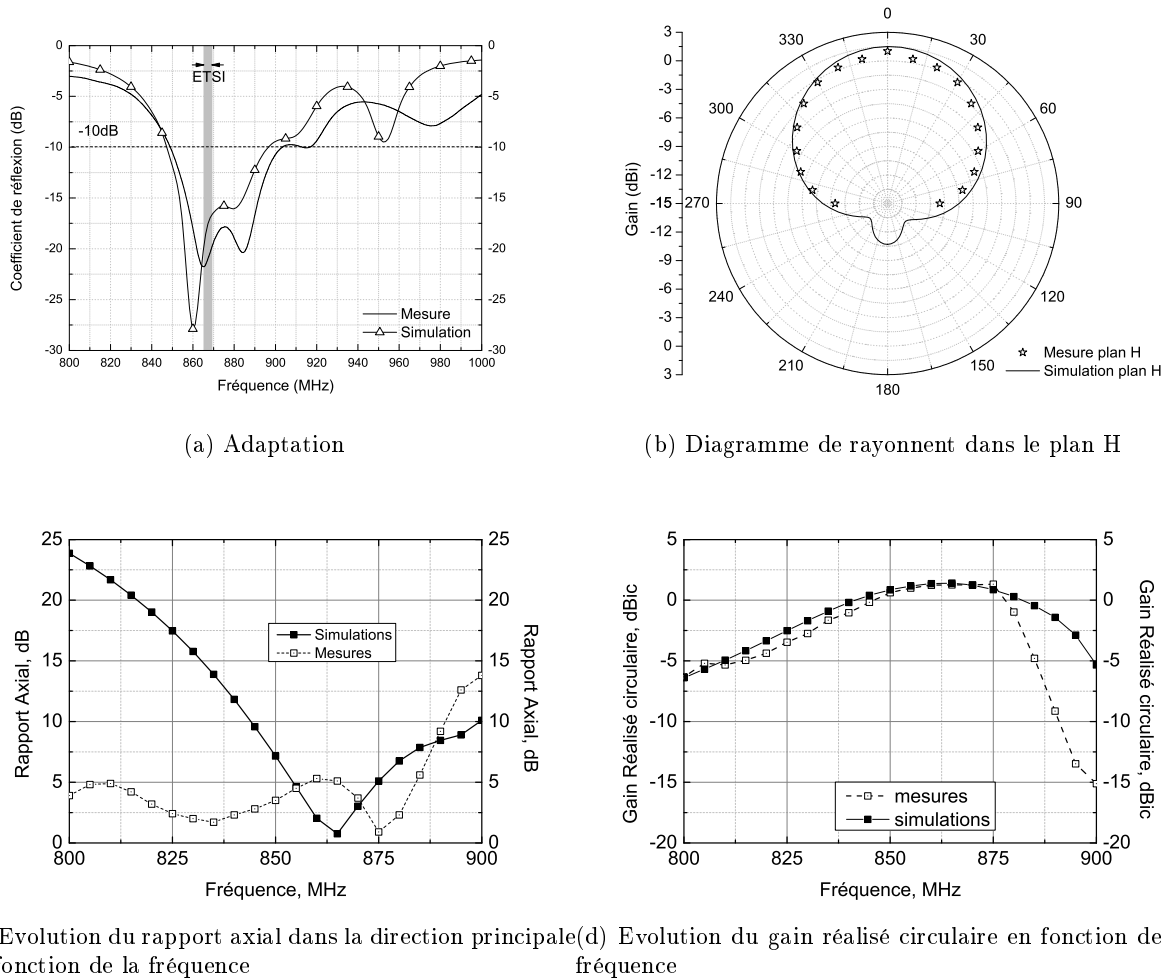 0
-5
-10
-15
-20
-25
-30
0
-5
-10
-15
-20
-25
-30
800 820 840 860 880 900 920 940 960 980 1000
ETSI
-10dB
Mesure
Simulation
Coefficient de réflexion (dB)
Fréquence (MHz)
(a) Adaptation
3
0
-3
-6
-9
-12
-15
-12
-9
-6
-3
0
3
Gain (dBi)
0
30
60
90
120
150
180
210
240
270
300
330
Mesure plan H
Simulation plan H
(b) Diagramme de rayonnent dans le plan H
25
20
15
10
5
0
25
20
15
10
5
0
800 825 850 875 900
Simulations
Mesures
Rapport Axial, dB
Rapport Axial, dB
Fréquence, MHz
Evolution du rapport axial dans la direction principale
fonction de la fréquence
5
0
-5
-10
-15
-20
5
0
-5
-10
-15
-20
800 825 850 875 900
mesures
simulations
Gain Réalisé circulaire, dBic
Gain Réalisé circulaire, dBic
Fréquence, MHz
(d) Evolution du gain réalisé circulaire en fonction de
fréquence